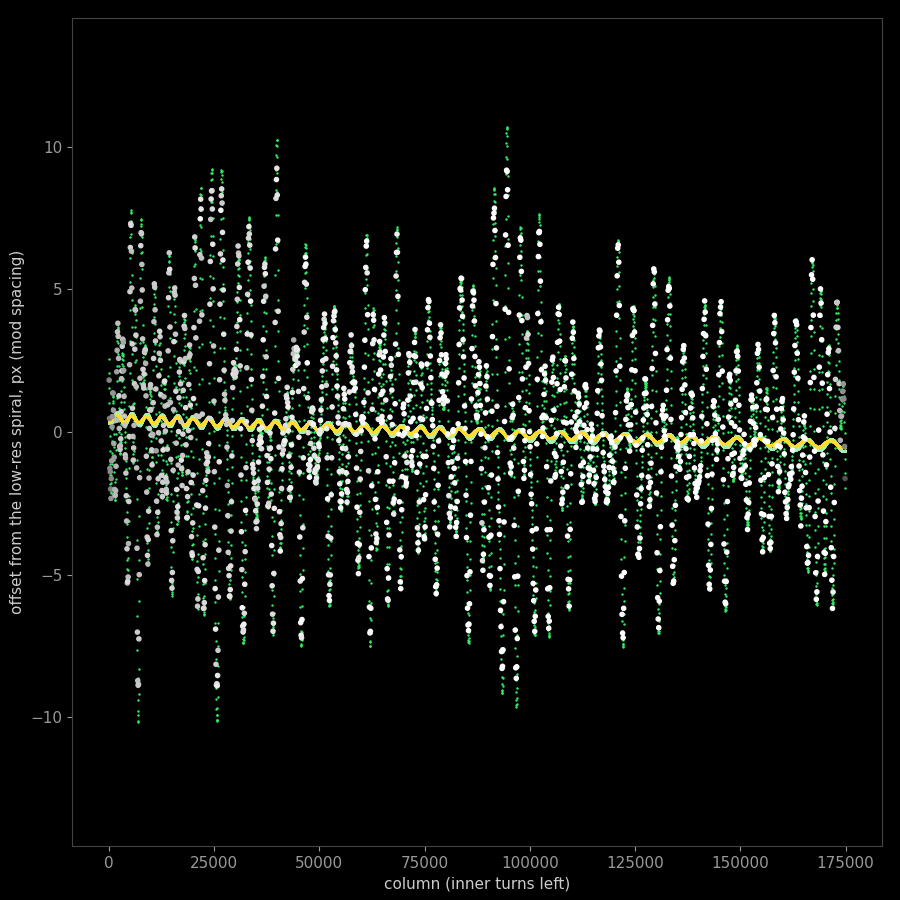 offset from the low-res spiral, px (mod spacing)
10
5
0
−5
−10
0 25000 50000 75000 100000 125000 150000 175000
column (inner turns left)